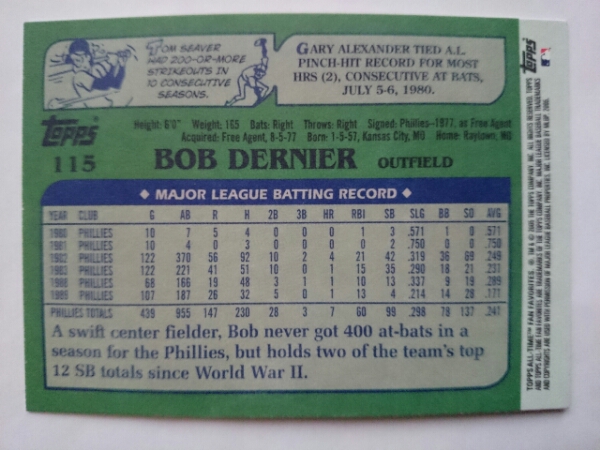 TOM SEAVER
HAD 200-OR-MORE
STRIKEOUTS IN
10 CONSECUTIVE
SEASONS.
GARY ALEXANDER TIED A.L.
PINCH-HIT RECORD FOR MOST
HRS (2), CONSECUTIVE AT BATS,
JULY 5-6, 1980.
Topps
115
Height: 6'0" Weight: 165 Bats: Right Throws: Right Signed: Phillies-1977, as Free Agent
Acquired: Free Agent, 8-5-77 Born: 1-5-57, Kansas City, MO Home: Raytown, MO
BOB DERNIER OUTFIELD
MAJOR LEAGUE BATTING RECORD
YEAR CLUB G AB R H 2B 3B HR RBI SB SLG BB SO AVG
1980 PHILLIES 10 7 5 4 0 0 0 1 3 .571 1 0 .571
1981 PHILLIES 10 4 0 3 0 0 0 0 2 .750 0 0 .750
1982 PHILLIES 122 370 56 92 10 2 4 21 42 .319 36 69 .249
1983 PHILLIES 122 221 41 51 10 0 1 15 35 .290 18 21 .231
1988 PHILLIES 68 166 19 48 3 1 1 10 13 .337 9 19 .289
1989 PHILLIES 107 187 26 32 5 0 1 13 4 .214 14 28 .171
PHILLIES TOTALS 439 955 147 230 28 3 7 60 99 .298 78 137 .241
A swift center fielder, Bob never got 400 at-bats in a
season for the Phillies, but holds two of the team's top
12 SB totals since World War II.
Topps
TOPPS ALL-TIME FAN FAVORITES